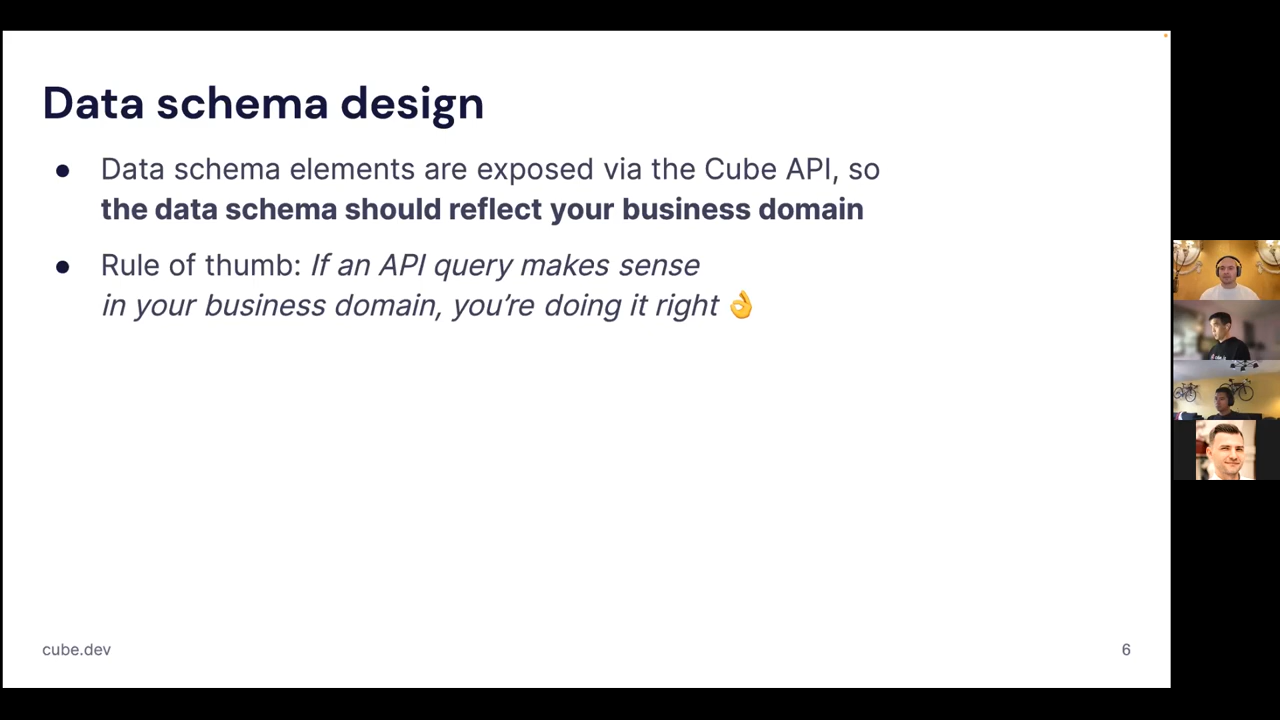 Data schema design
● Data schema elements are exposed via the Cube API, so
the data schema should reflect your business domain
● Rule of thumb: If an API query makes sense
in your business domain, you’re doing it right 👌
cube.dev
6